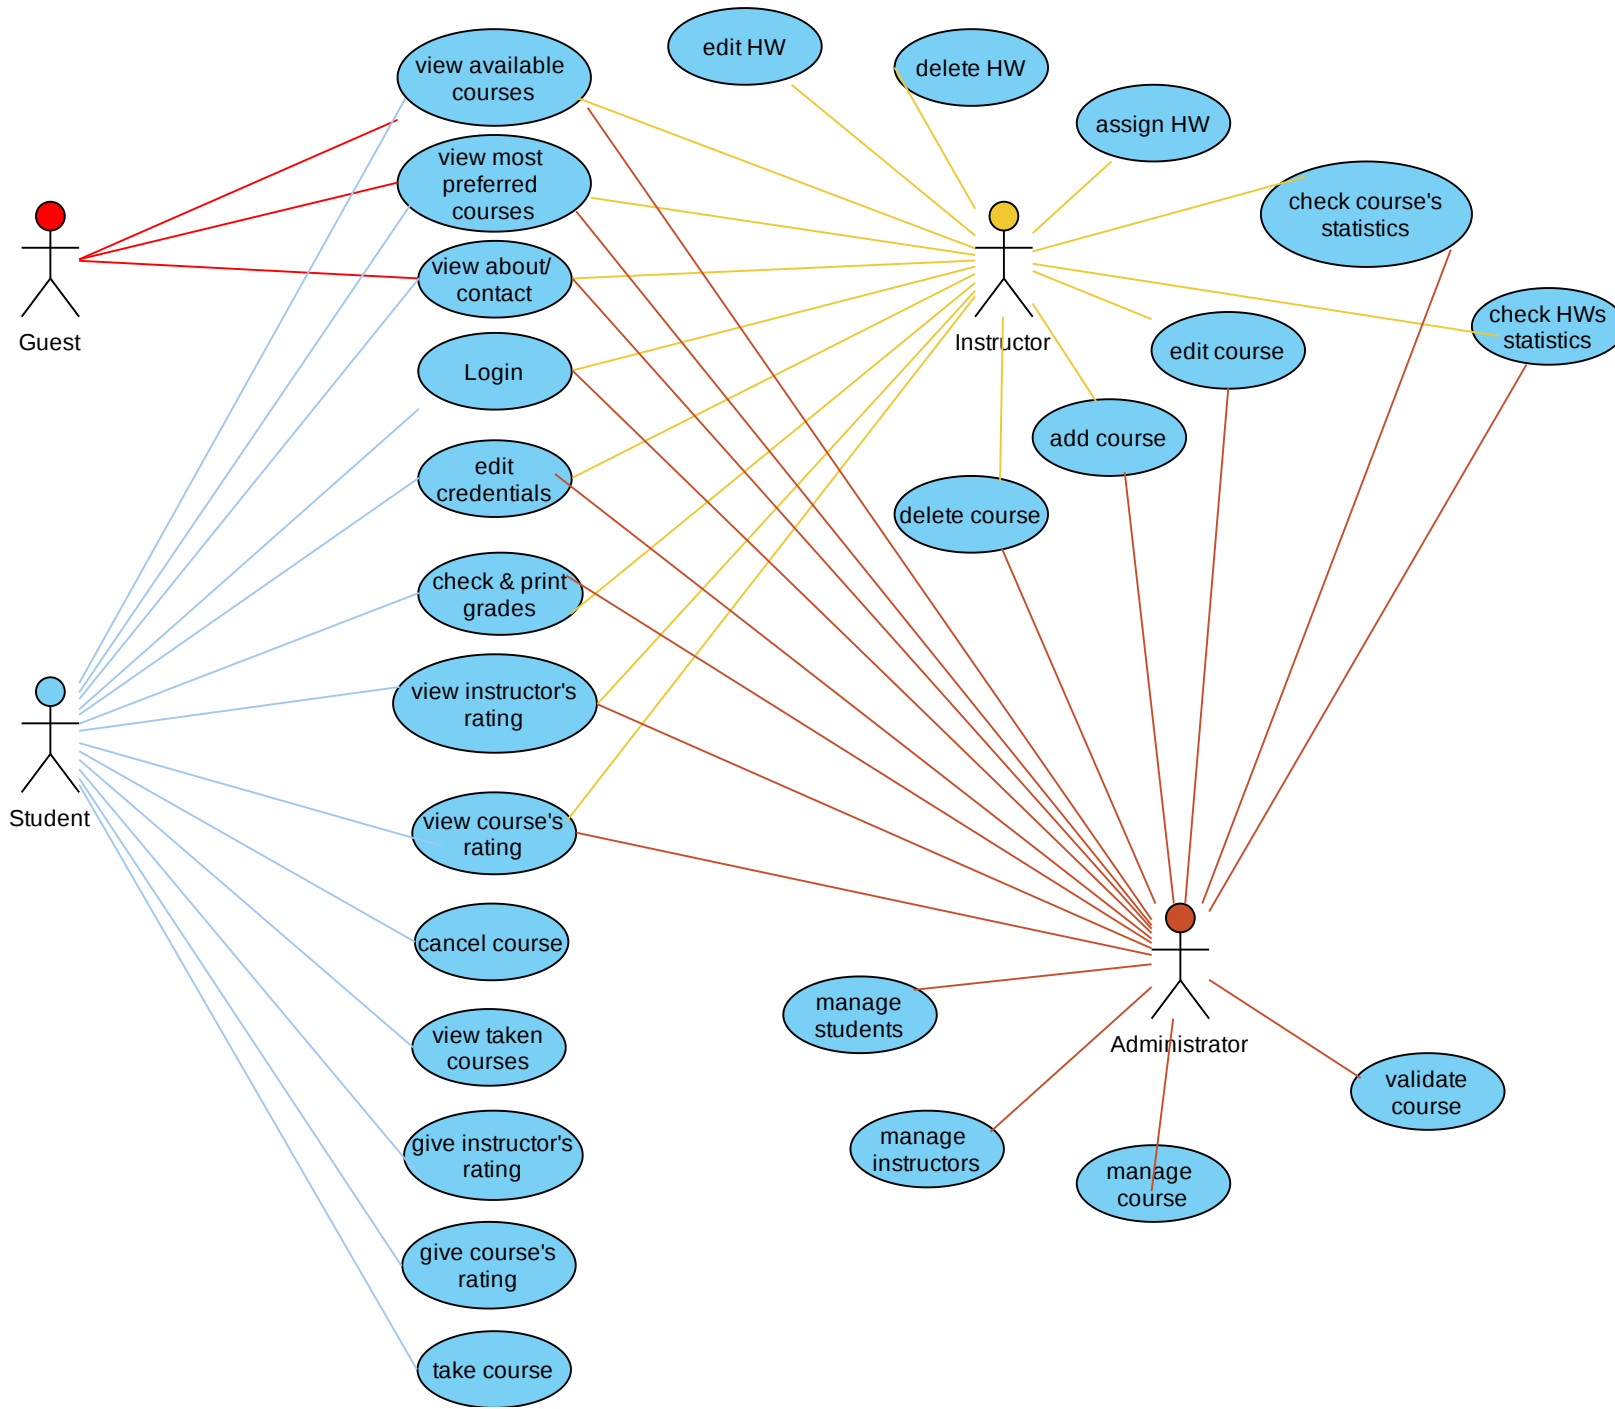 view available
courses
edit HW
delete HW
assign HW
view most
preferred
courses
check course's
statistics
Guest
view about/
contact
Instructor
check HWs
statistics
Login
edit course
add course
edit
credentials
delete course
check & print
grades
view instructor's
rating
Student
view course's
rating
cancel course
manage
students
Administrator
view taken
courses
validate
course
give instructor's
rating
manage
instructors
manage
course
give course's
rating
take course